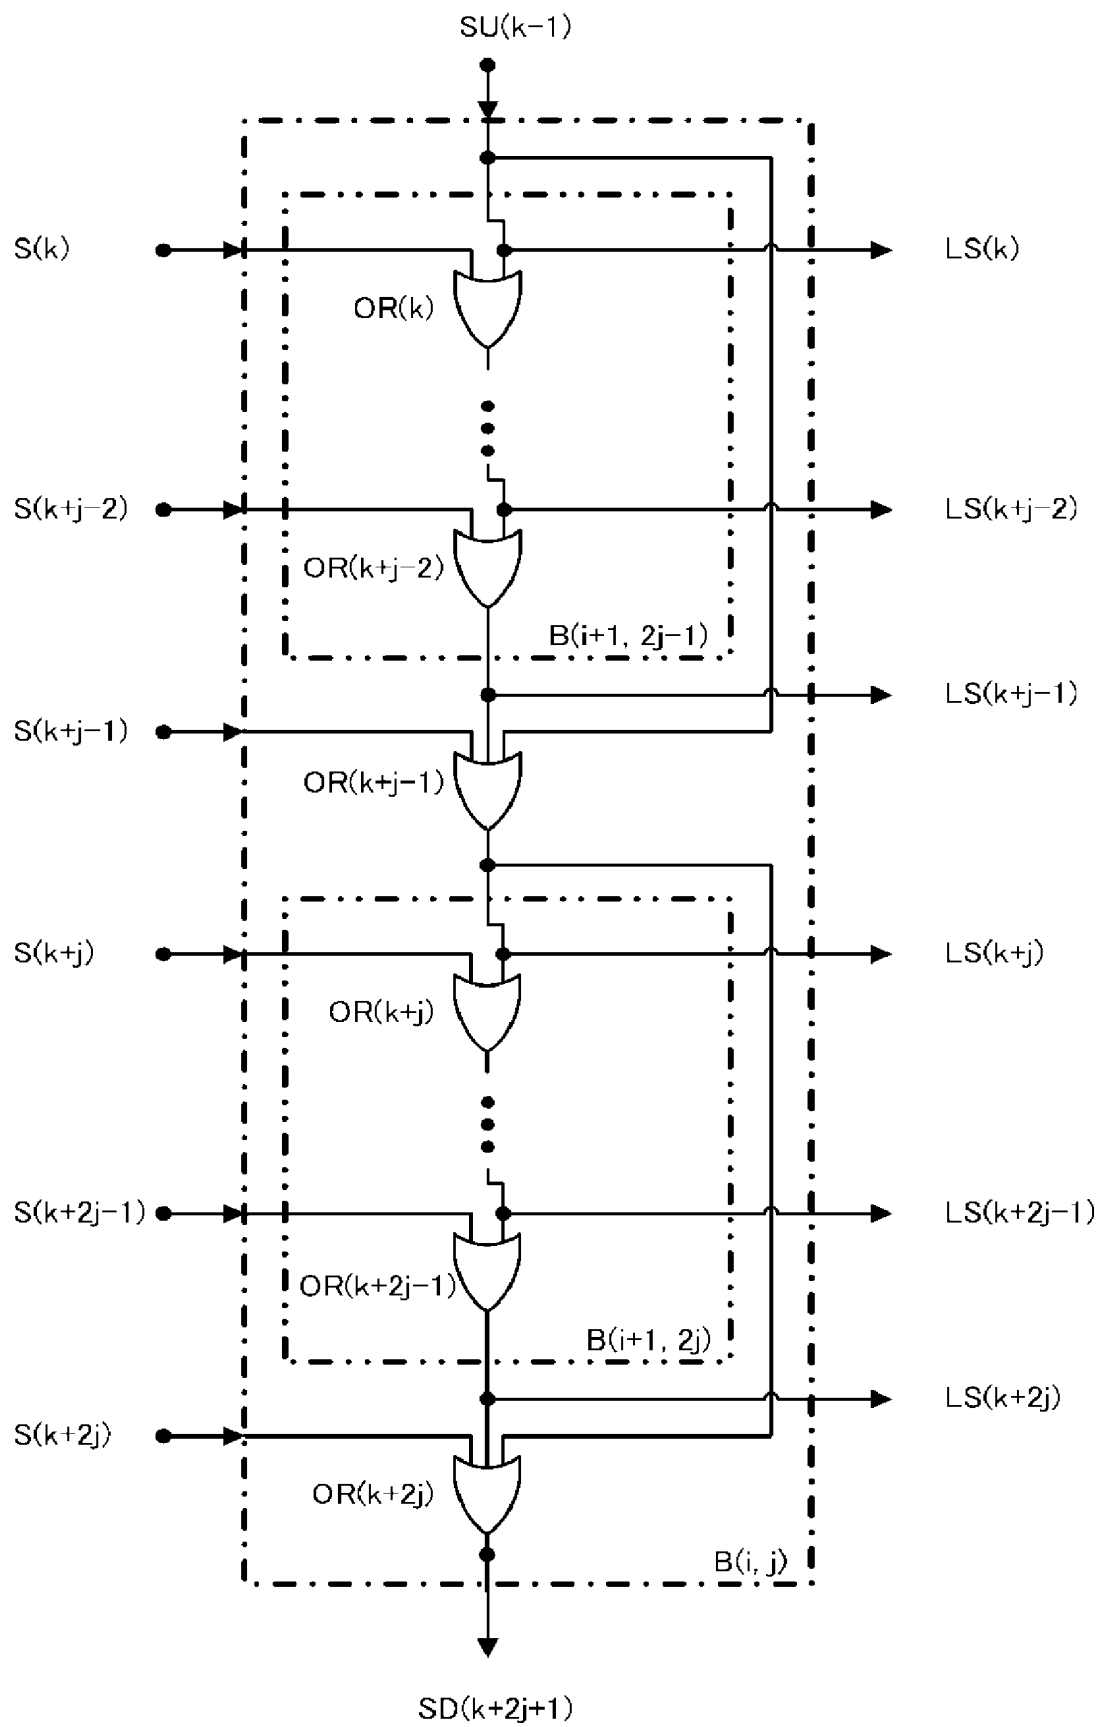 SU(k-1)
S(k)
LS(k)
OR(k)
S(k+j-2)
LS(k+j-2)
OR(k+j-2)
B(i+1, 2j-1)
LS(k+j-1)
S(k+j-1)
OR(k+j-1)
S(k+j)
LS(k+j)
OR(k+j)
S(k+2j-1)
LS(k+2j-1)
OR(k+2j-1)
B(i+1, 2j)
LS(k+2j)
S(k+2j)
OR(k+2j)
B(i, j)
SD(k+2j+1)